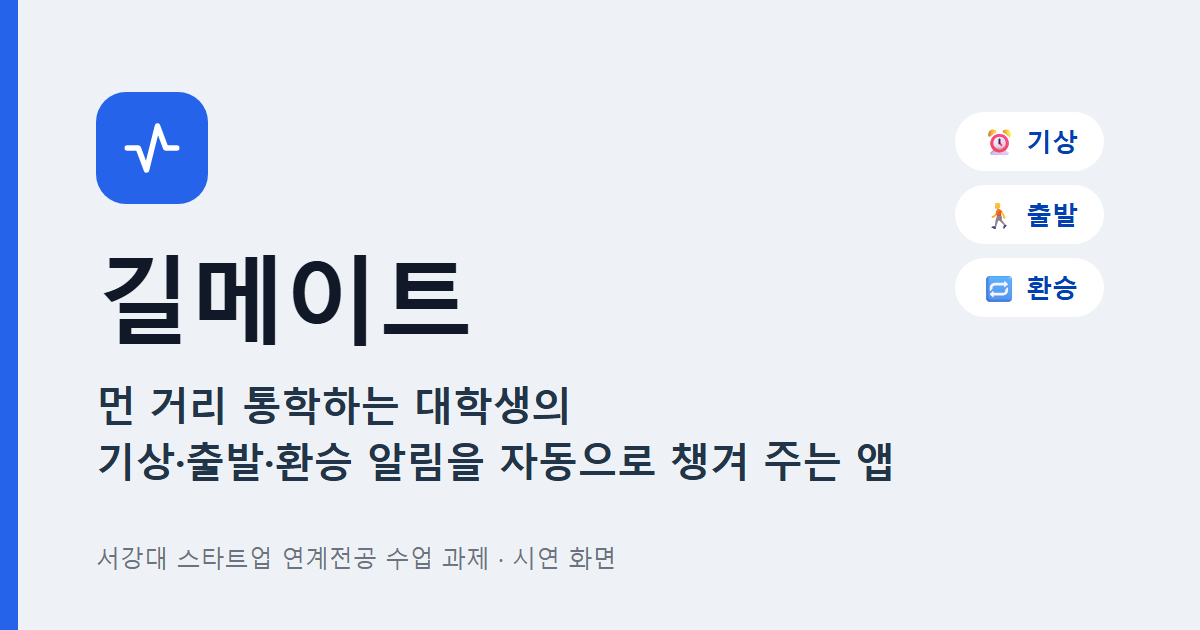 길메이트
먼 거리 통학하는 대학생의
기상·출발·환승 알림을 자동으로 챙겨 주는 앱
서강대 스타트업 연계전공 수업 과제 · 시연 화면
기상
출발
환승